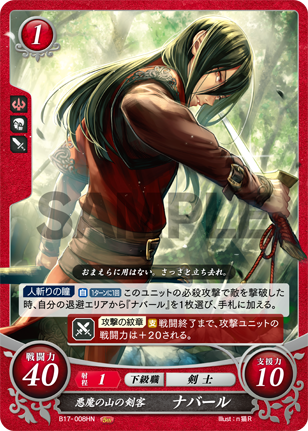 1
SAMPLE
おまえらに用はない。さっさと立ち去れ。
人斬りの瞳 自 1ターンに1回 このユニットの必殺攻撃で敵を撃破した
時、自分の退避エリアから『ナバール』を1枚選び、手札に加える。
攻撃の紋章 支 戦闘終了まで、攻撃ユニットの
戦闘力は+20される。
戦闘力 40
射程 1 下級職 剣士
支援力 10
悪魔の山の剣客 ナバール
B17-008HN Illust：n猫R